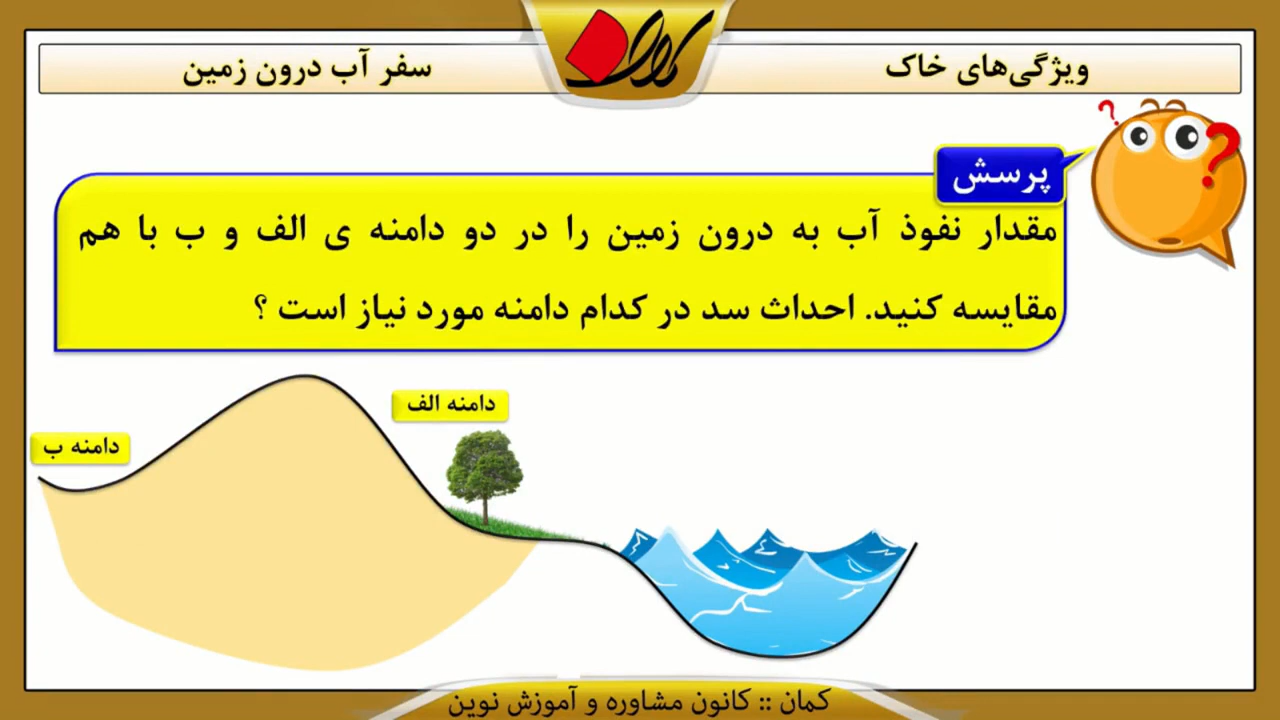 ویژگی‌های خاک
سفر آب درون زمین
کمان
پرسش
مقدار نفوذ آب به درون زمین را در دو دامنه ی الف و ب با هم
مقایسه کنید. احداث سد در کدام دامنه مورد نیاز است ؟
دامنه الف
دامنه ب
کمان :: کانون مشاوره و آموزش نوین